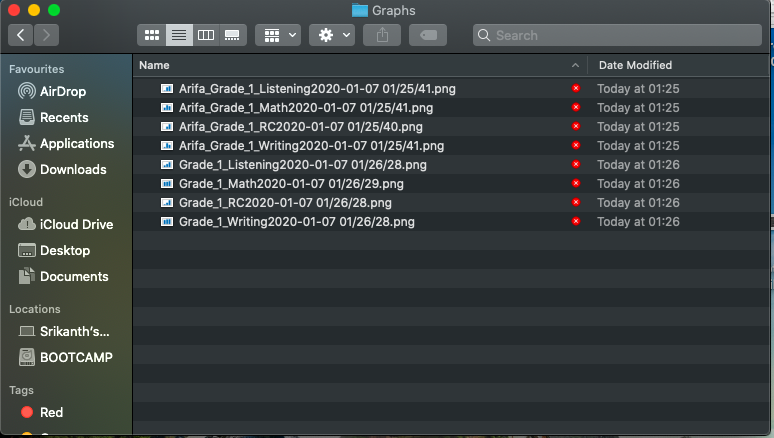 Graphs
Search
Favourites
AirDrop
Recents
Applications
Downloads
iCloud
iCloud Drive
Desktop
Documents
Locations
Srikanth's...
BOOTCAMP
Tags
Red
Name Date Modified
Arifa_Grade_1_Listening2020-01-07 01/25/41.png Today at 01:25
Arifa_Grade_1_Math2020-01-07 01/25/41.png Today at 01:25
Arifa_Grade_1_RC2020-01-07 01/25/40.png Today at 01:25
Arifa_Grade_1_Writing2020-01-07 01/25/41.png Today at 01:25
Grade_1_Listening2020-01-07 01/26/28.png Today at 01:26
Grade_1_Math2020-01-07 01/26/29.png Today at 01:26
Grade_1_RC2020-01-07 01/26/28.png Today at 01:26
Grade_1_Writing2020-01-07 01/26/28.png Today at 01:26